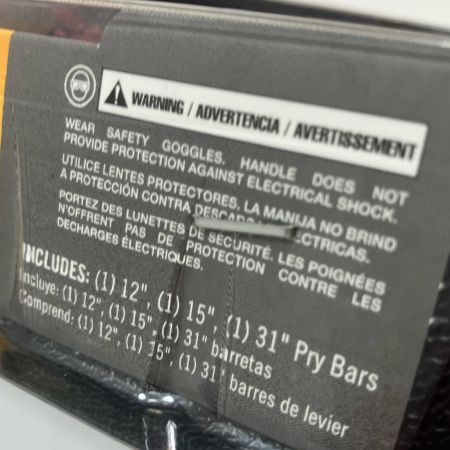 WARNING / ADVERTENCIA / AVERTISSEMENT
WEAR SAFETY GOGGLES. HANDLE DOES NOT
PROVIDE PROTECTION AGAINST ELECTRICAL SHOCK.
UTILICE LENTES PROTECTORES. LA MANIJA NO BRIND
A PROTECCIÓN CONTRA
PORTEZ DES LUNETTES DE SÉCURITÉ. LES POIGNÉES
N'OFFRENT PAS DE PROTECTION CONTRE LES
DECHARGES ÉLECTRIQUES.
INCLUDES: (1) 12", (1) 15", (1) 31" Pry Bars
Incluye: (1) 12", (1) 15", (1) 31" barretas
Comprend: (1) 12", (1) 15", (1) 31" barres de levier